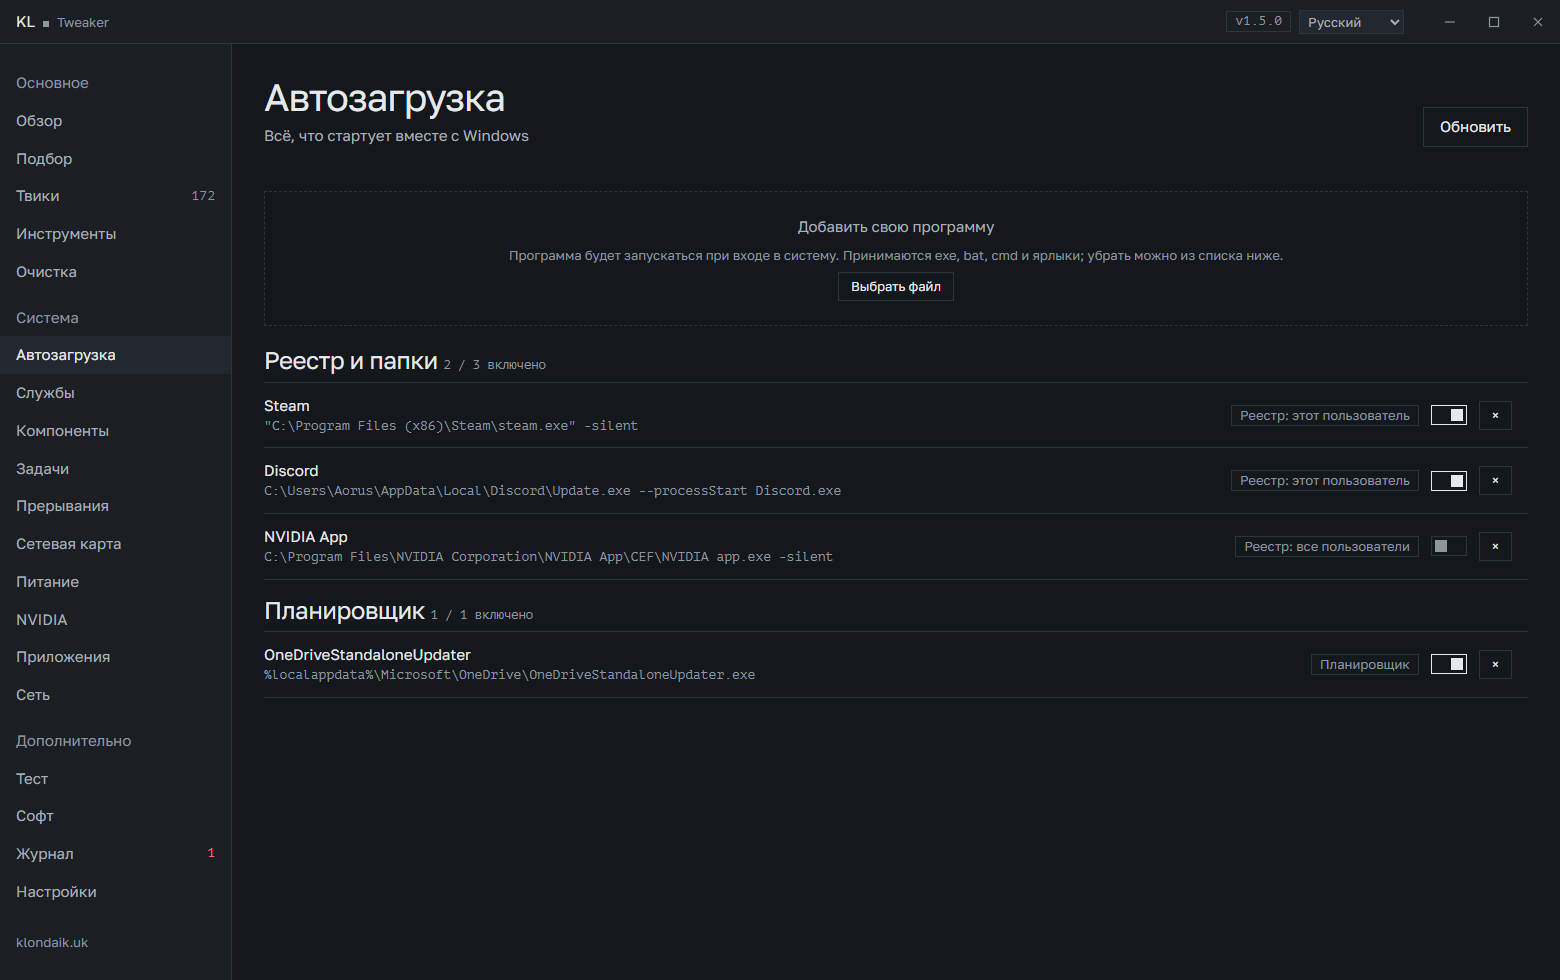 KL Tweaker
v1.5.0
Русский
Основное
Обзор
Подбор
Твики 172
Инструменты
Очистка
Система
Автозагрузка
Службы
Компоненты
Задачи
Прерывания
Сетевая карта
Питание
NVIDIA
Приложения
Сеть
Дополнительно
Тест
Софт
Журнал 1
Настройки
klondaik.uk
Автозагрузка
Всё, что стартует вместе с Windows
Обновить
Добавить свою программу
Программа будет запускаться при входе в систему. Принимаются exe, bat, cmd и ярлыки; убрать можно из списка ниже.
Выбрать файл
Реестр и папки 2 / 3 включено
Steam
"C:\Program Files (x86)\Steam\steam.exe" -silent
Реестр: этот пользователь
Discord
C:\Users\Aorus\AppData\Local\Discord\Update.exe --processStart Discord.exe
Реестр: этот пользователь
NVIDIA App
C:\Program Files\NVIDIA Corporation\NVIDIA App\CEF\NVIDIA app.exe -silent
Реестр: все пользователи
Планировщик 1 / 1 включено
OneDriveStandaloneUpdater
%localappdata%\Microsoft\OneDrive\OneDriveStandaloneUpdater.exe
Планировщик